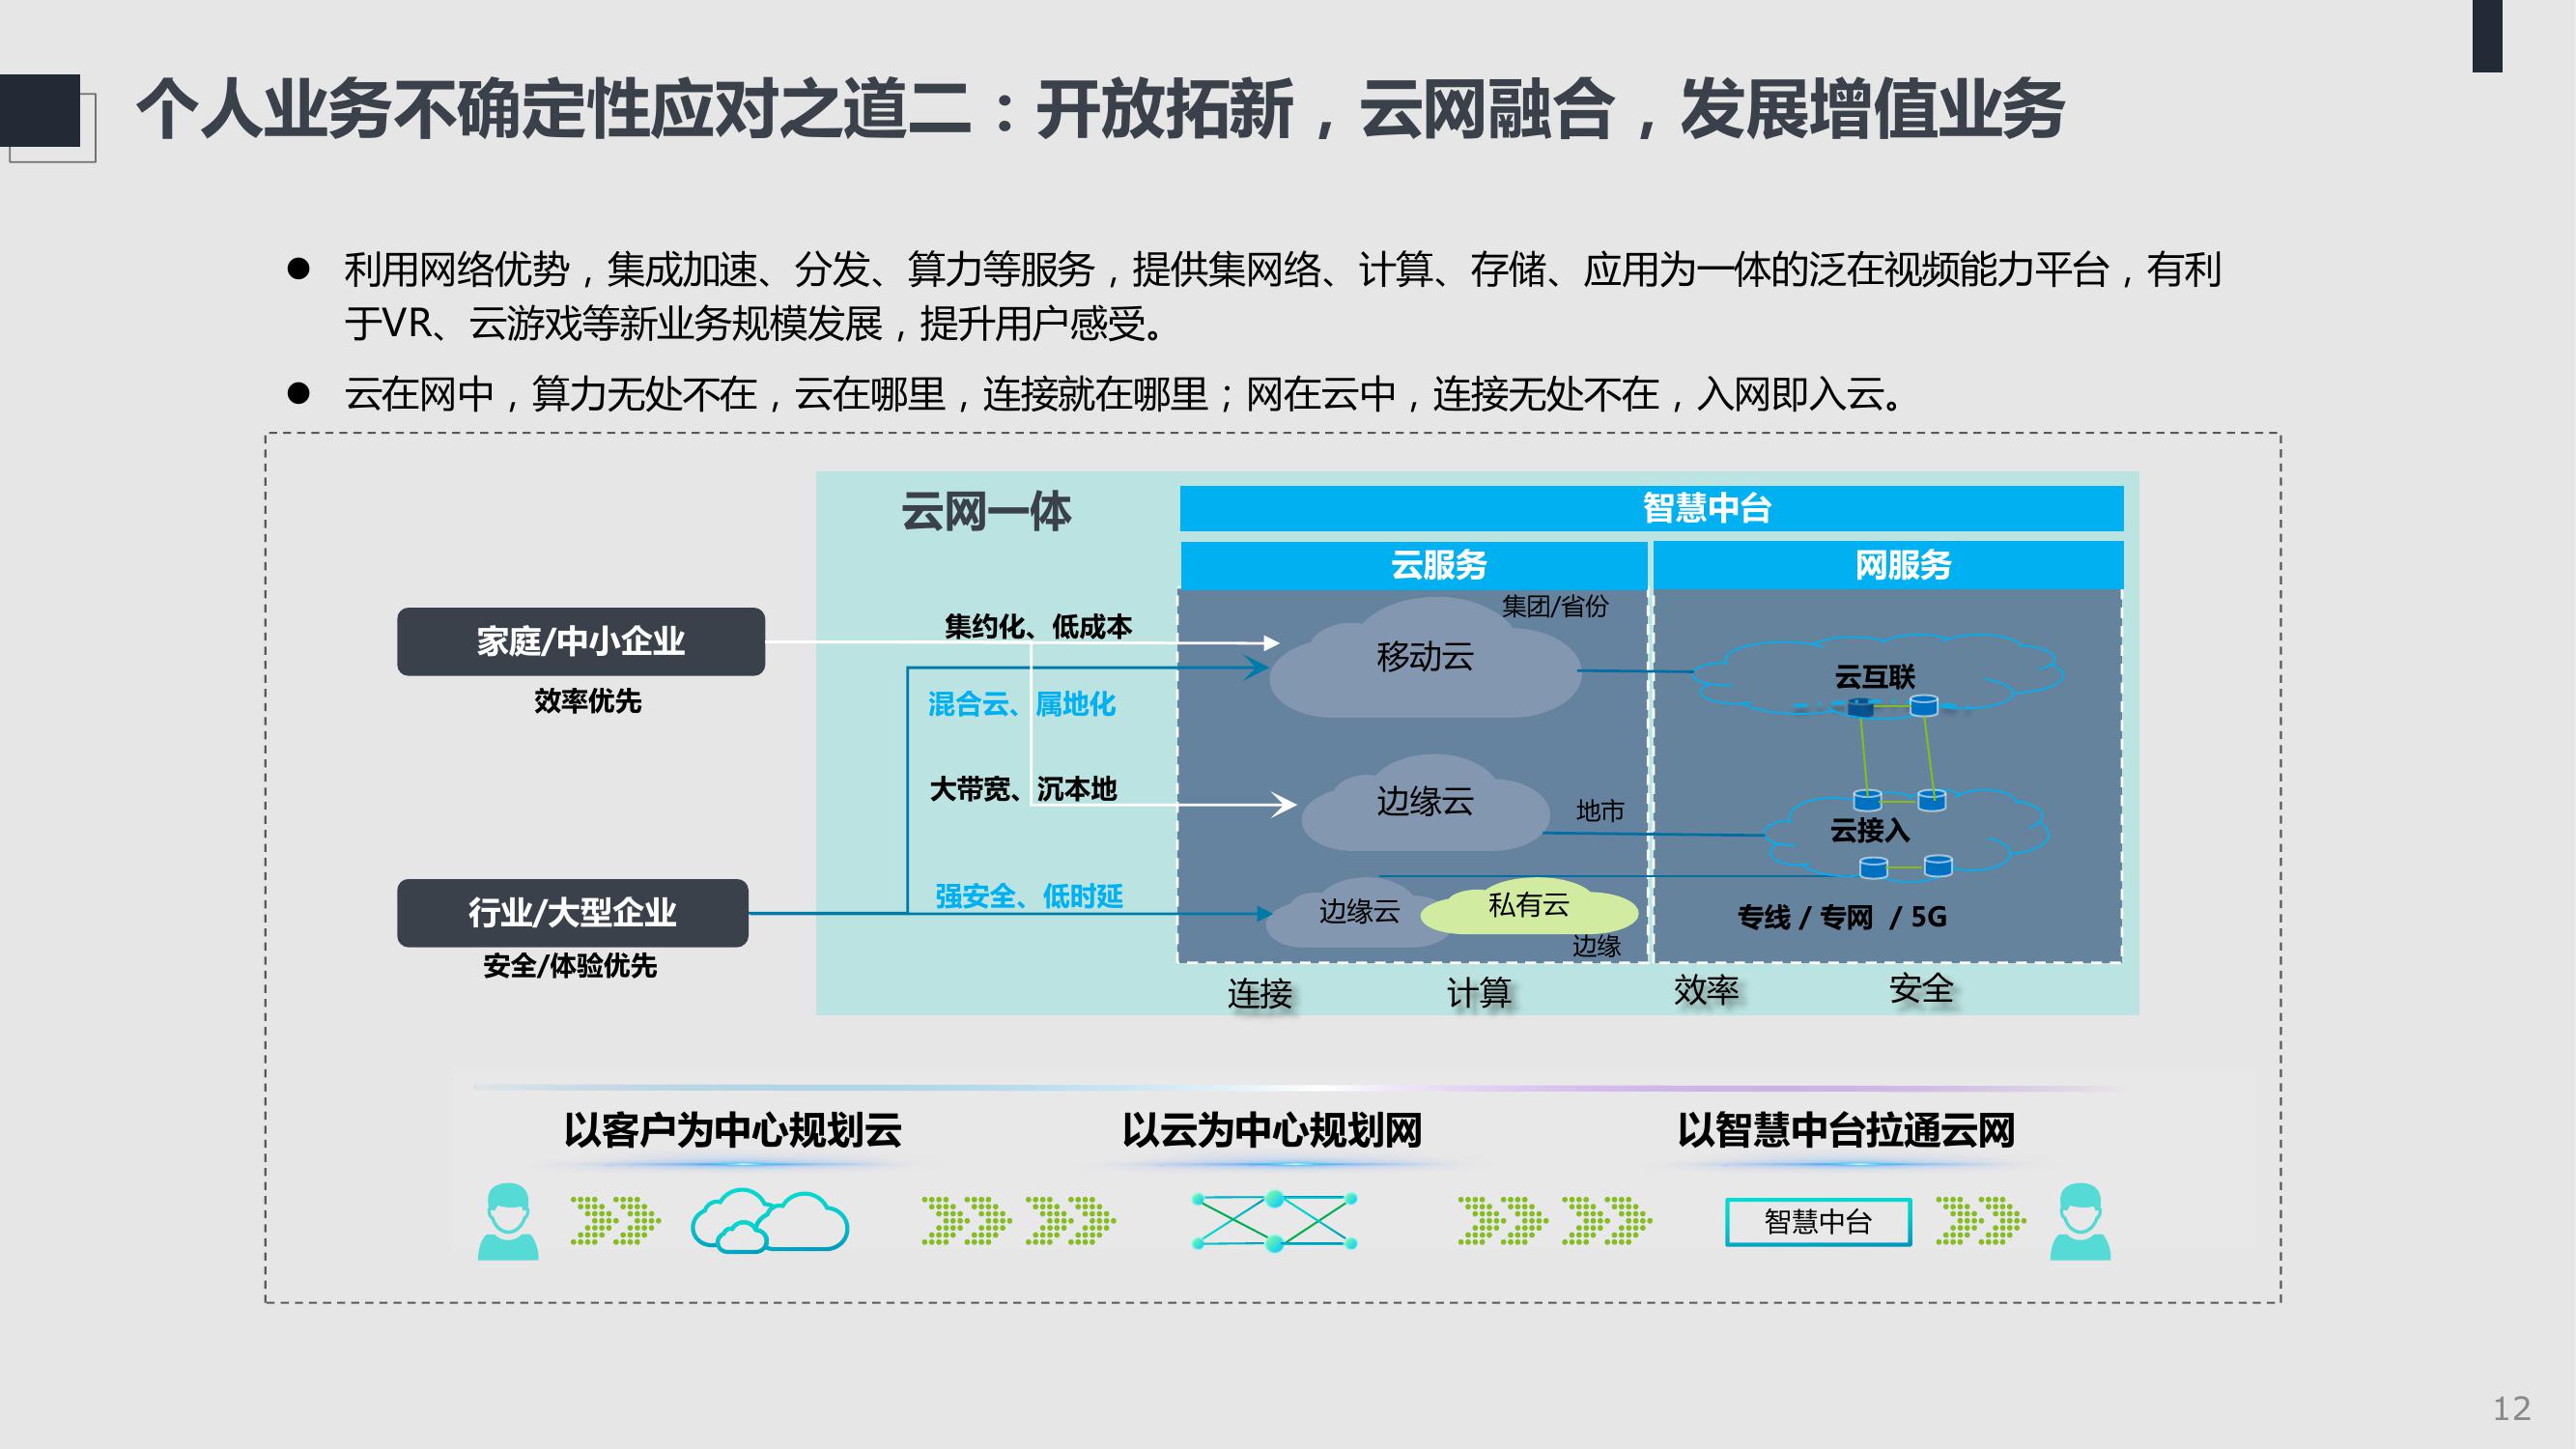 个人业务不确定性应对之道二：开放拓新，云网融合，发展增值业务
● 利用网络优势，集成加速、分发、算力等服务，提供集网络、计算、存储、应用为一体的泛在视频能力平台，有利
于VR、云游戏等新业务规模发展，提升用户感受。
● 云在网中，算力无处不在，云在哪里，连接就在哪里；网在云中，连接无处不在，入网即入云。
云网一体
智慧中台
云服务
网服务
家庭/中小企业
效率优先
集约化、低成本
混合云、属地化
大带宽、沉本地
强安全、低时延
行业/大型企业
安全/体验优先
集团/省份
移动云
云互联
边缘云
地市
云接入
边缘云
私有云
边缘
专线 / 专网 / 5G
连接
计算
效率
安全
以客户为中心规划云
以云为中心规划网
以智慧中台拉通云网
智慧中台
12